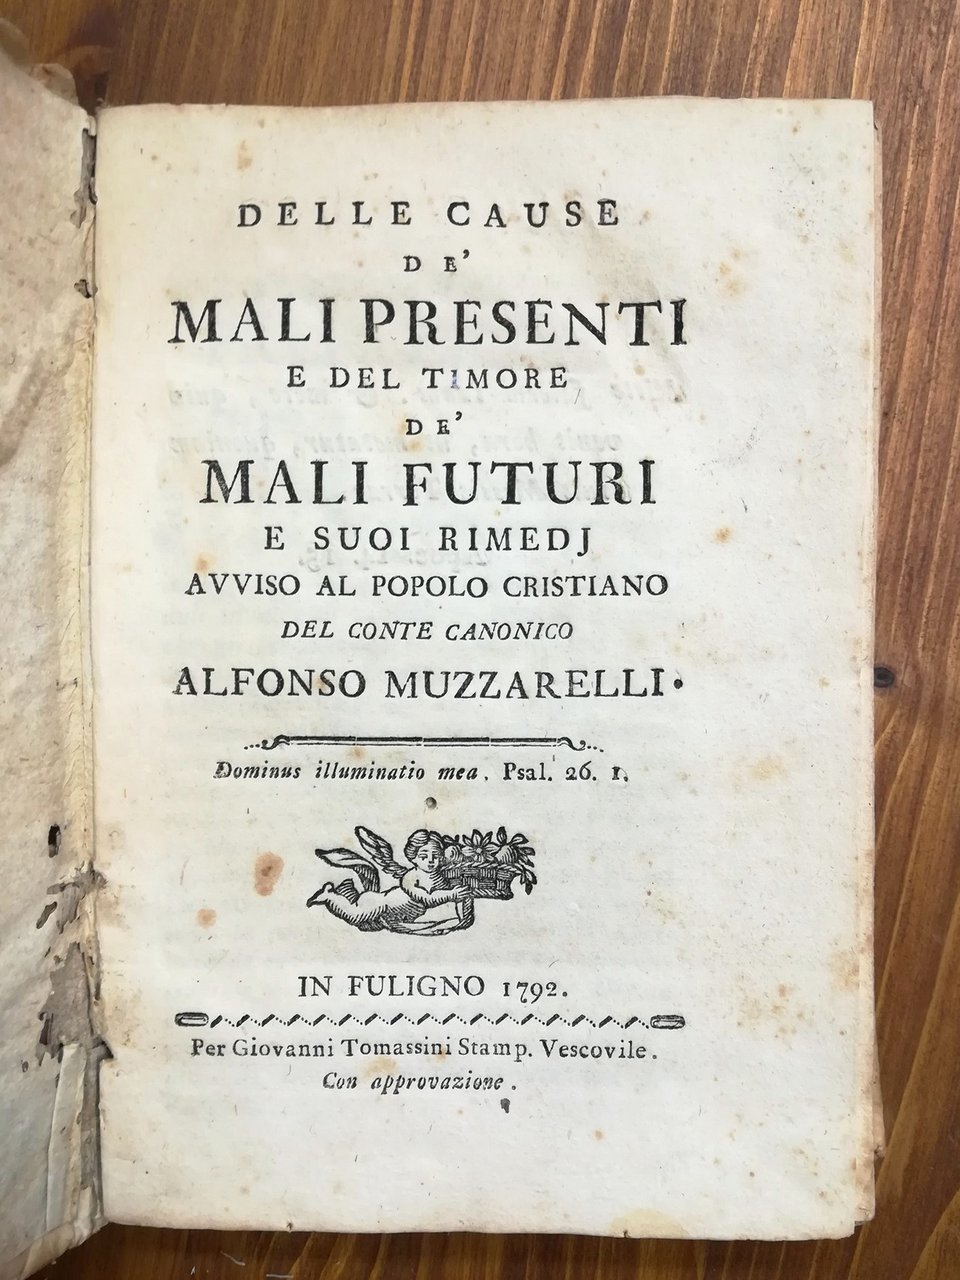 DELLE CAUSE
DE'
MALI PRESENTI
E DEL TIMORE
DE'
MALI FUTURI
E SUOI RIMEDJ
AVVISO AL POPOLO CRISTIANO
DEL CONTE CANONICO
ALFONSO MUZZARELLI.
Dominus illuminatio mea. Psal. 26. 1.
IN FULIGNO 1792.
Per Giovanni Tomassini Stamp. Vescovile.
Con approvazione.